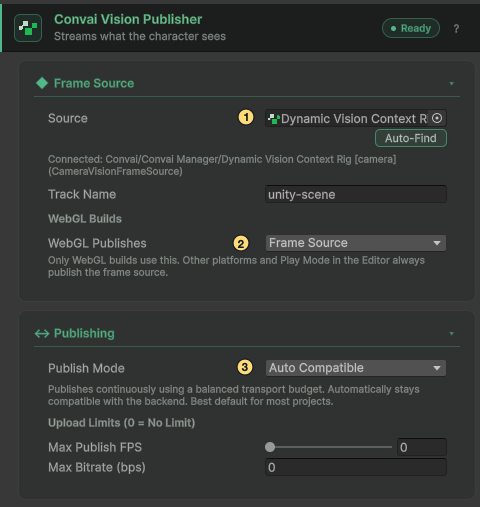 Convai Vision Publisher
Streams what the character sees
Ready
?
Frame Source
Source
1
Dynamic Vision Context R
Auto-Find
Connected: Convai/Convai Manager/Dynamic Vision Context Rig [camera]
(CameraVisionFrameSource)
Track Name
unity-scene
WebGL Builds
WebGL Publishes
2
Frame Source
Only WebGL builds use this. Other platforms and Play Mode in the Editor always
publish the frame source.
Publishing
Publish Mode
3
Auto Compatible
Publishes continuously using a balanced transport budget. Automatically stays
compatible with the backend. Best default for most projects.
Upload Limits (0 = No Limit)
Max Publish FPS
0
Max Bitrate (bps)
0